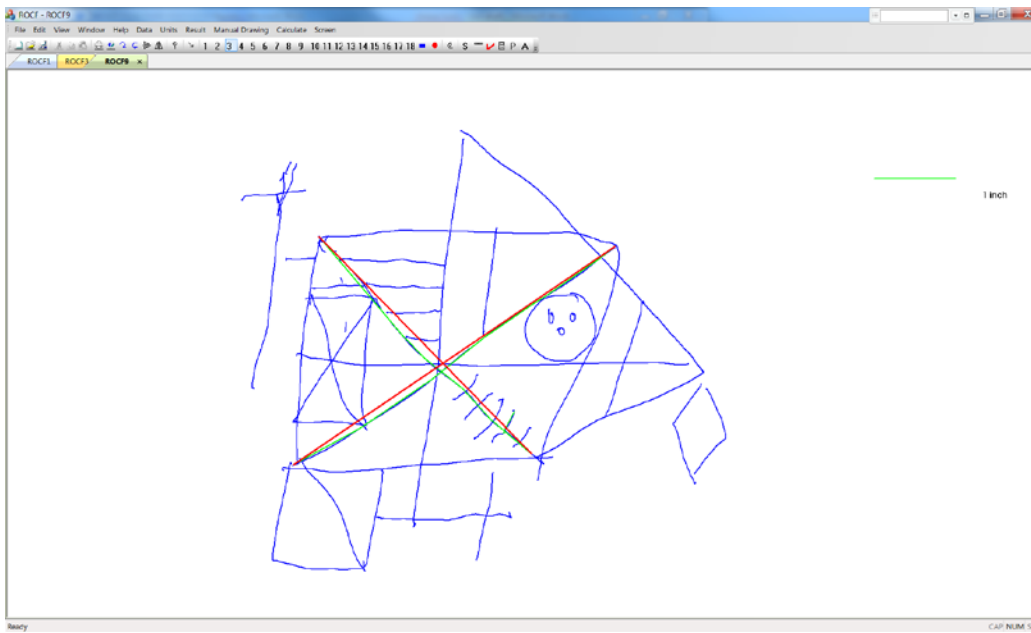 ROCF - ROCF9
File Edit View Window Help Data Units Result Manual Drawing Calculate Screen
1 2 3 4 5 6 7 8 9 10 11 12 13 14 15 16 17 18 S P A
ROCF1 ROCF3 ROCF9 ×
1 inch
Ready
CAP NUM S